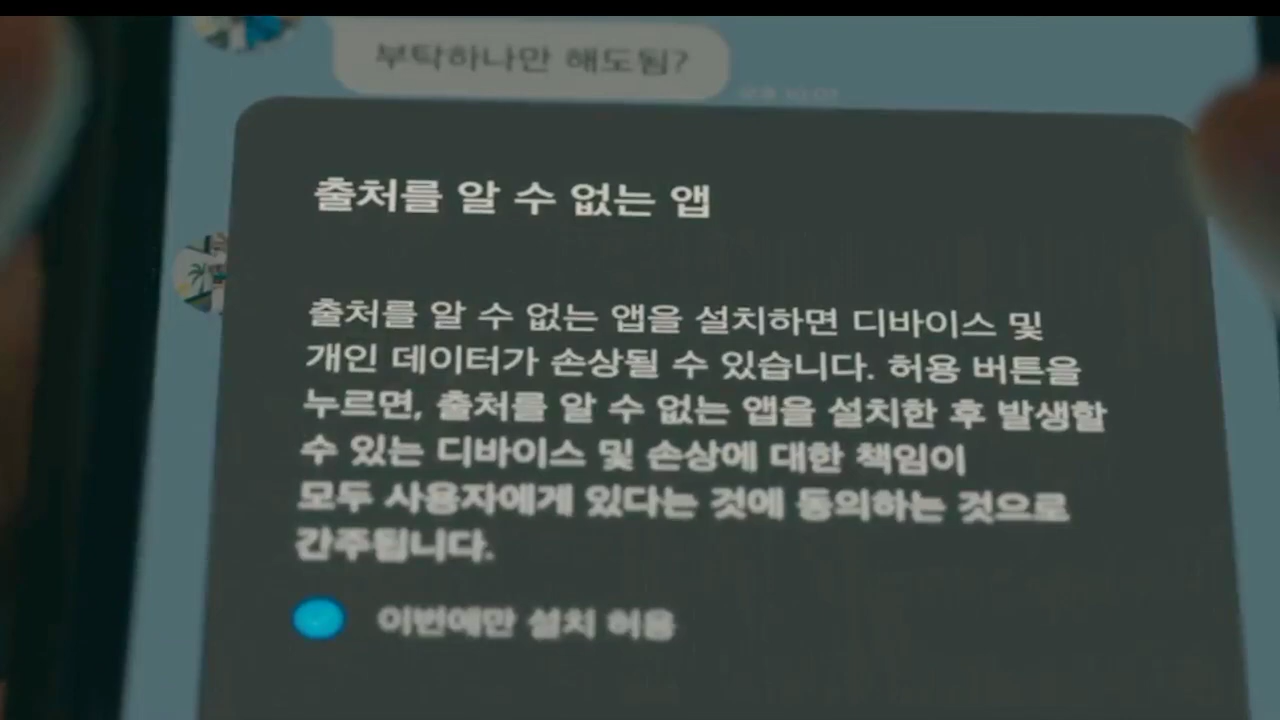 부탁하나만 해도됨?
출처를 알 수 없는 앱
출처를 알 수 없는 앱을 설치하면 디바이스 및
개인 데이터가 손상될 수 있습니다. 허용 버튼을
누르면, 출처를 알 수 없는 앱을 설치한 후 발생할
수 있는 디바이스 및 손상에 대한 책임이
모두 사용자에게 있다는 것에 동의하는 것으로
간주됩니다.
이번에만 설치 허용